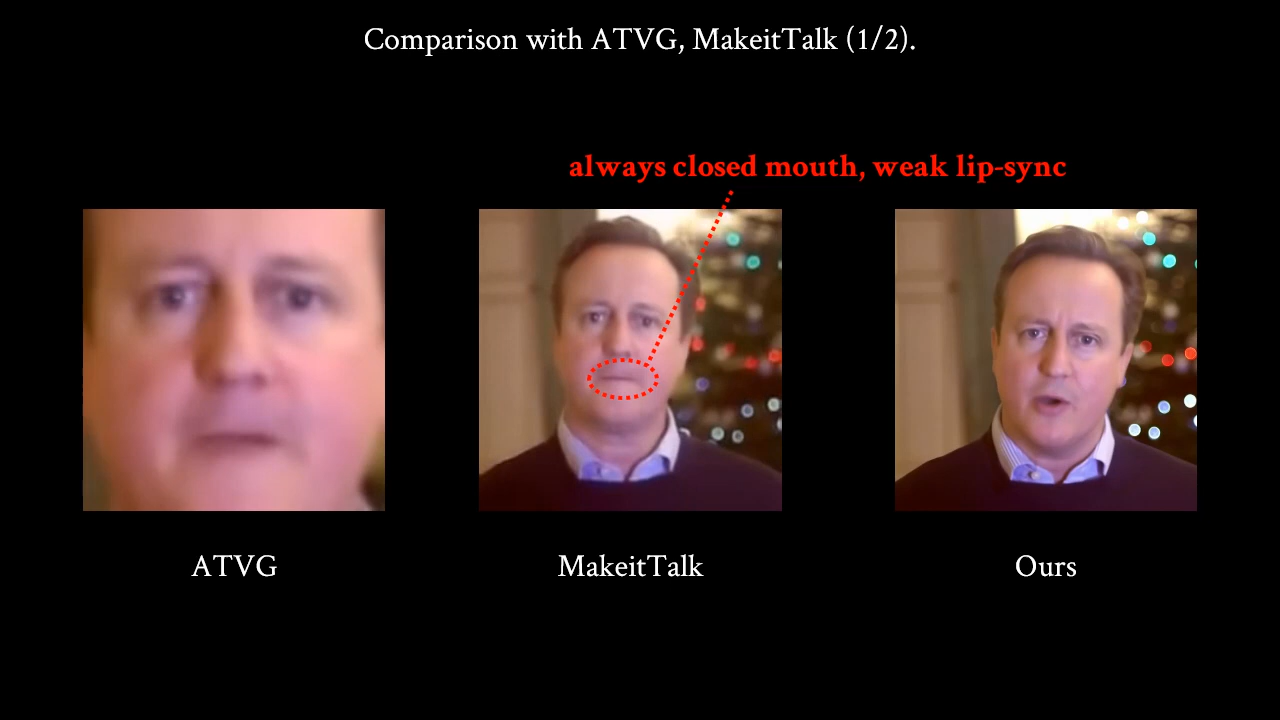 Comparison with ATVG, MakeitTalk (1/2).
always closed mouth, weak lip-sync
ATVG
MakeitTalk
Ours